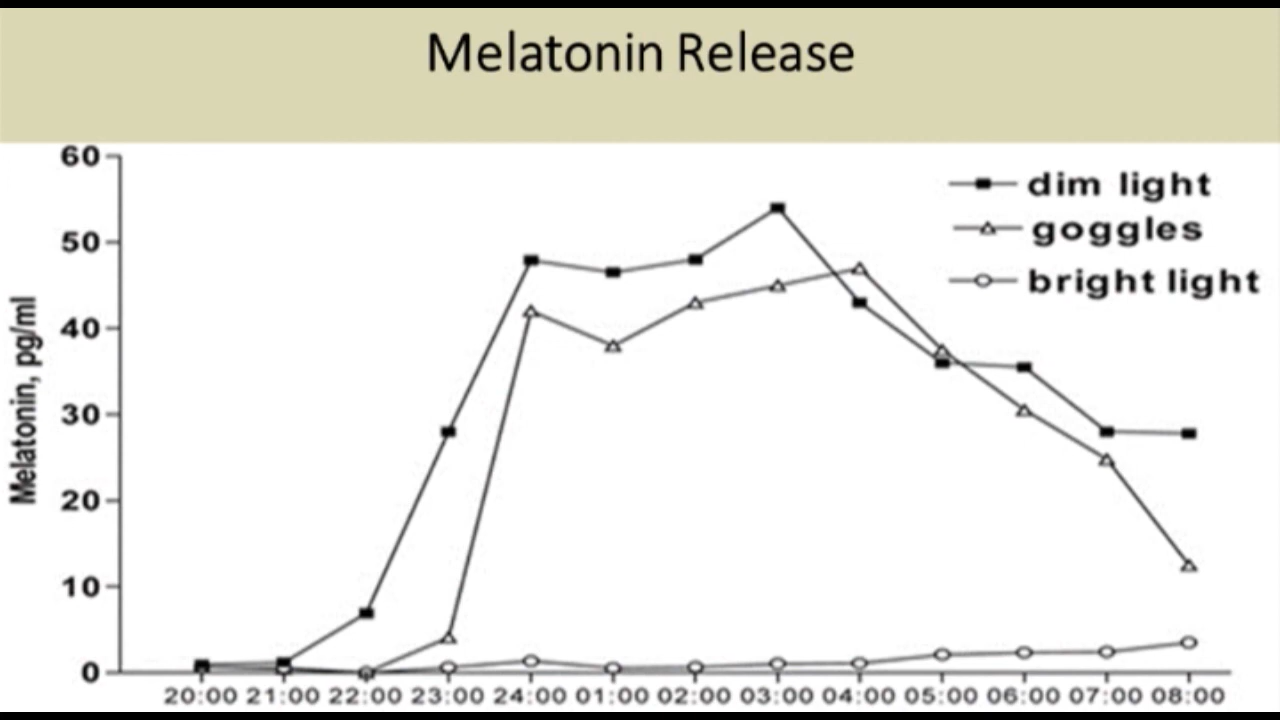 Melatonin Release
60
50
40
30
20
10
0
Melatonin, pg/ml
dim light
goggles
bright light
20:00 21:00 22:00 23:00 24:00 01:00 02:00 03:00 04:00 05:00 06:00 07:00 08:00